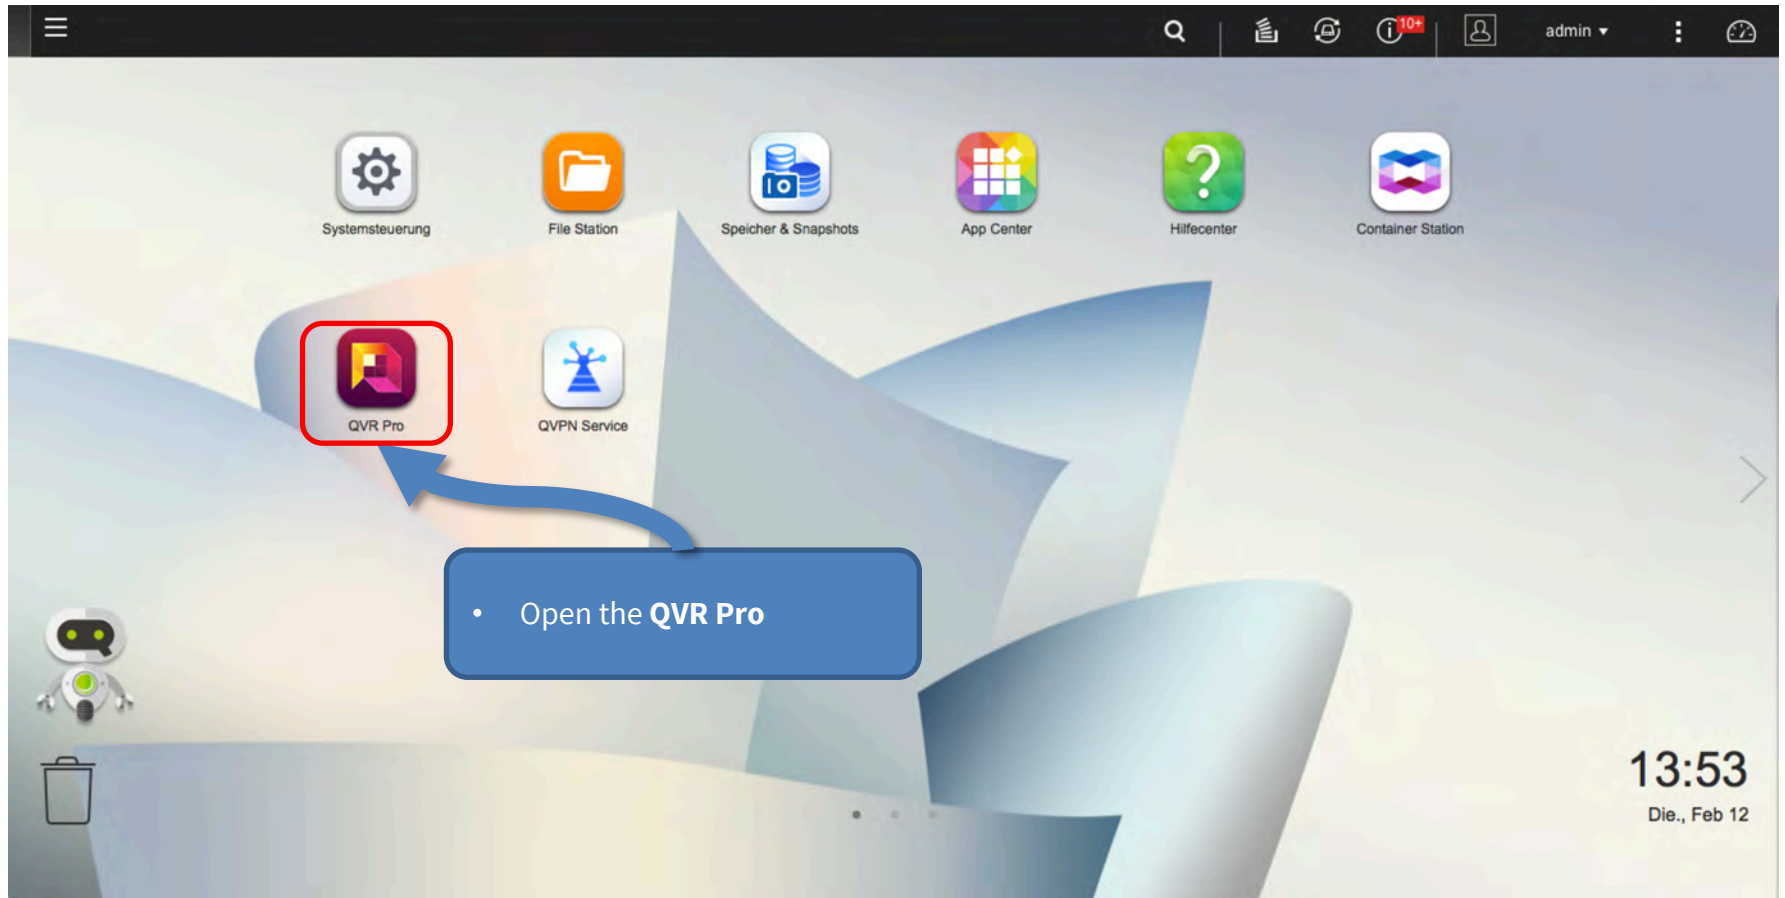 10+
admin
Systemsteuerung
File Station
Speicher & Snapshots
App Center
Hilfecenter
Container Station
QVR Pro
QVPN Service
• Open the QVR Pro
13:53
Die., Feb 12